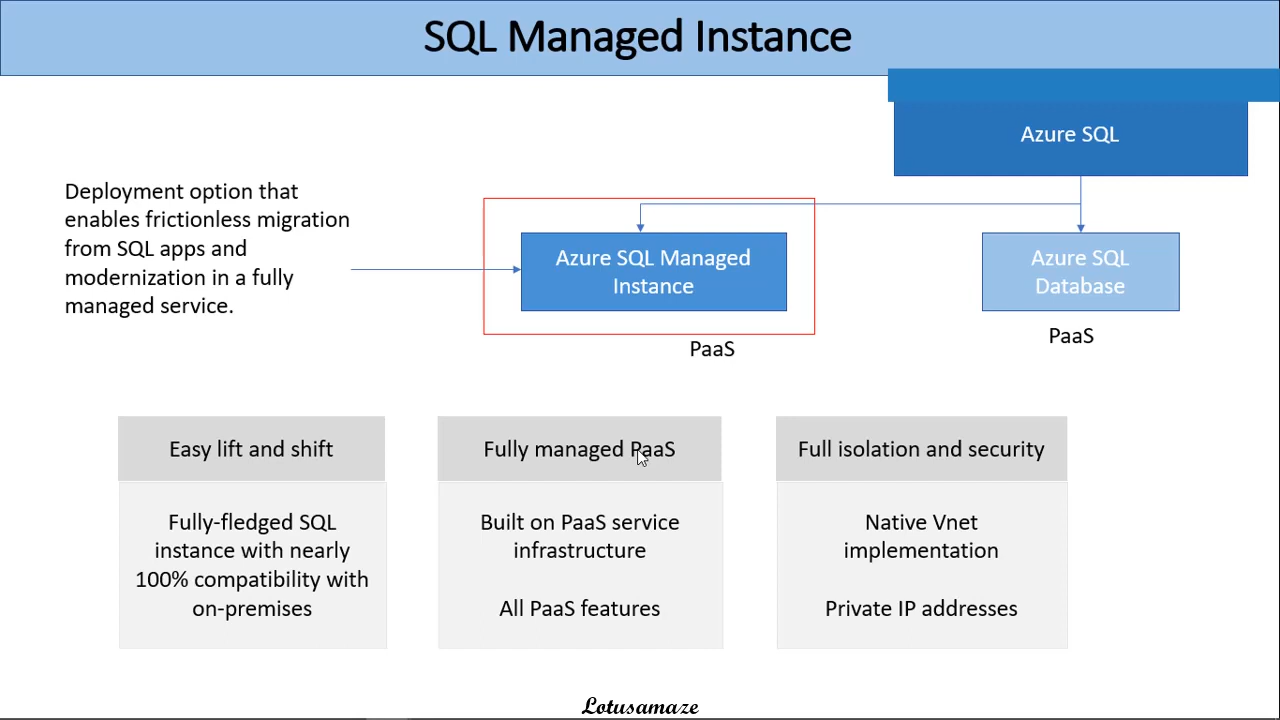 SQL Managed Instance
Azure SQL
Deployment option that
enables frictionless migration
from SQL apps and
modernization in a fully
managed service.
Azure SQL Managed
Instance
PaaS
Azure SQL
Database
PaaS
Easy lift and shift
Fully-fledged SQL
instance with nearly
100% compatibility with
on-premises
Fully managed PaaS
Built on PaaS service
infrastructure
All PaaS features
Full isolation and security
Native Vnet
implementation
Private IP addresses
Lotusamaze